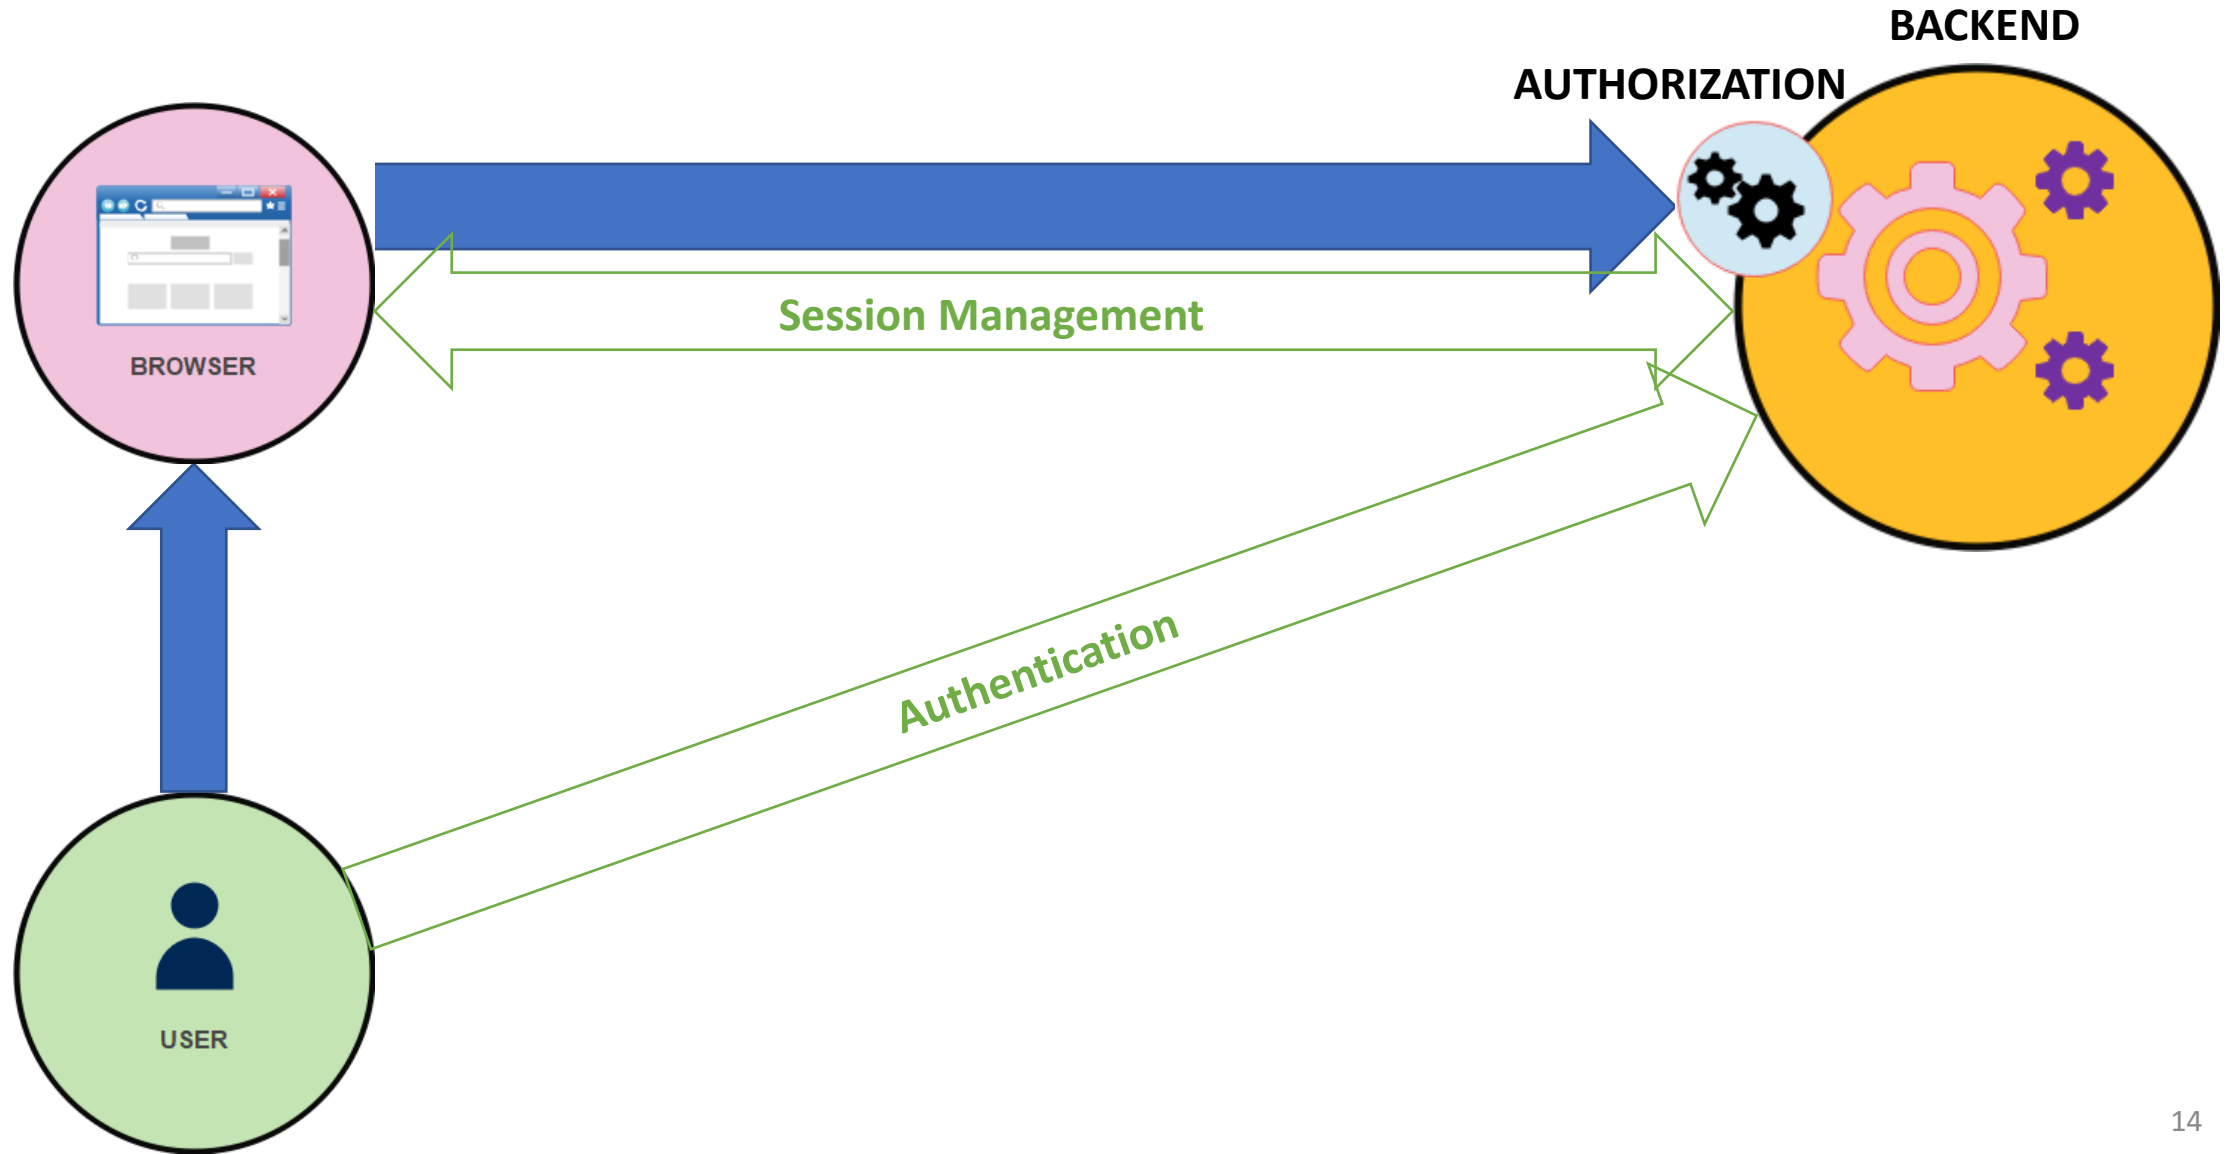 BACKEND
AUTHORIZATION
Session Management
BROWSER
Authentication
USER
14